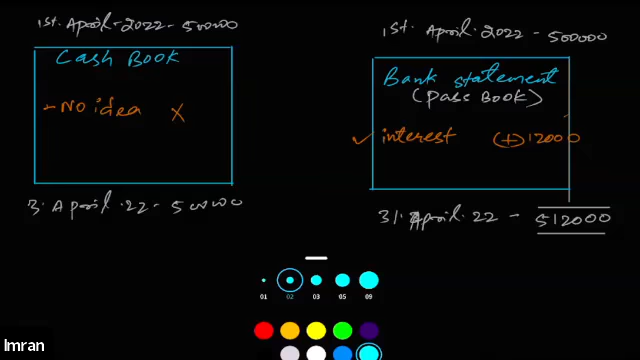 1st. April-2022-500000
Cash Book
- No idea X
3. April.22-500000
1st. April.2022-500000
Bank statement
(Pass Book)
✓ interest (+) 12000
31. April.22 - 512000
01 02 03 05 09
Imran